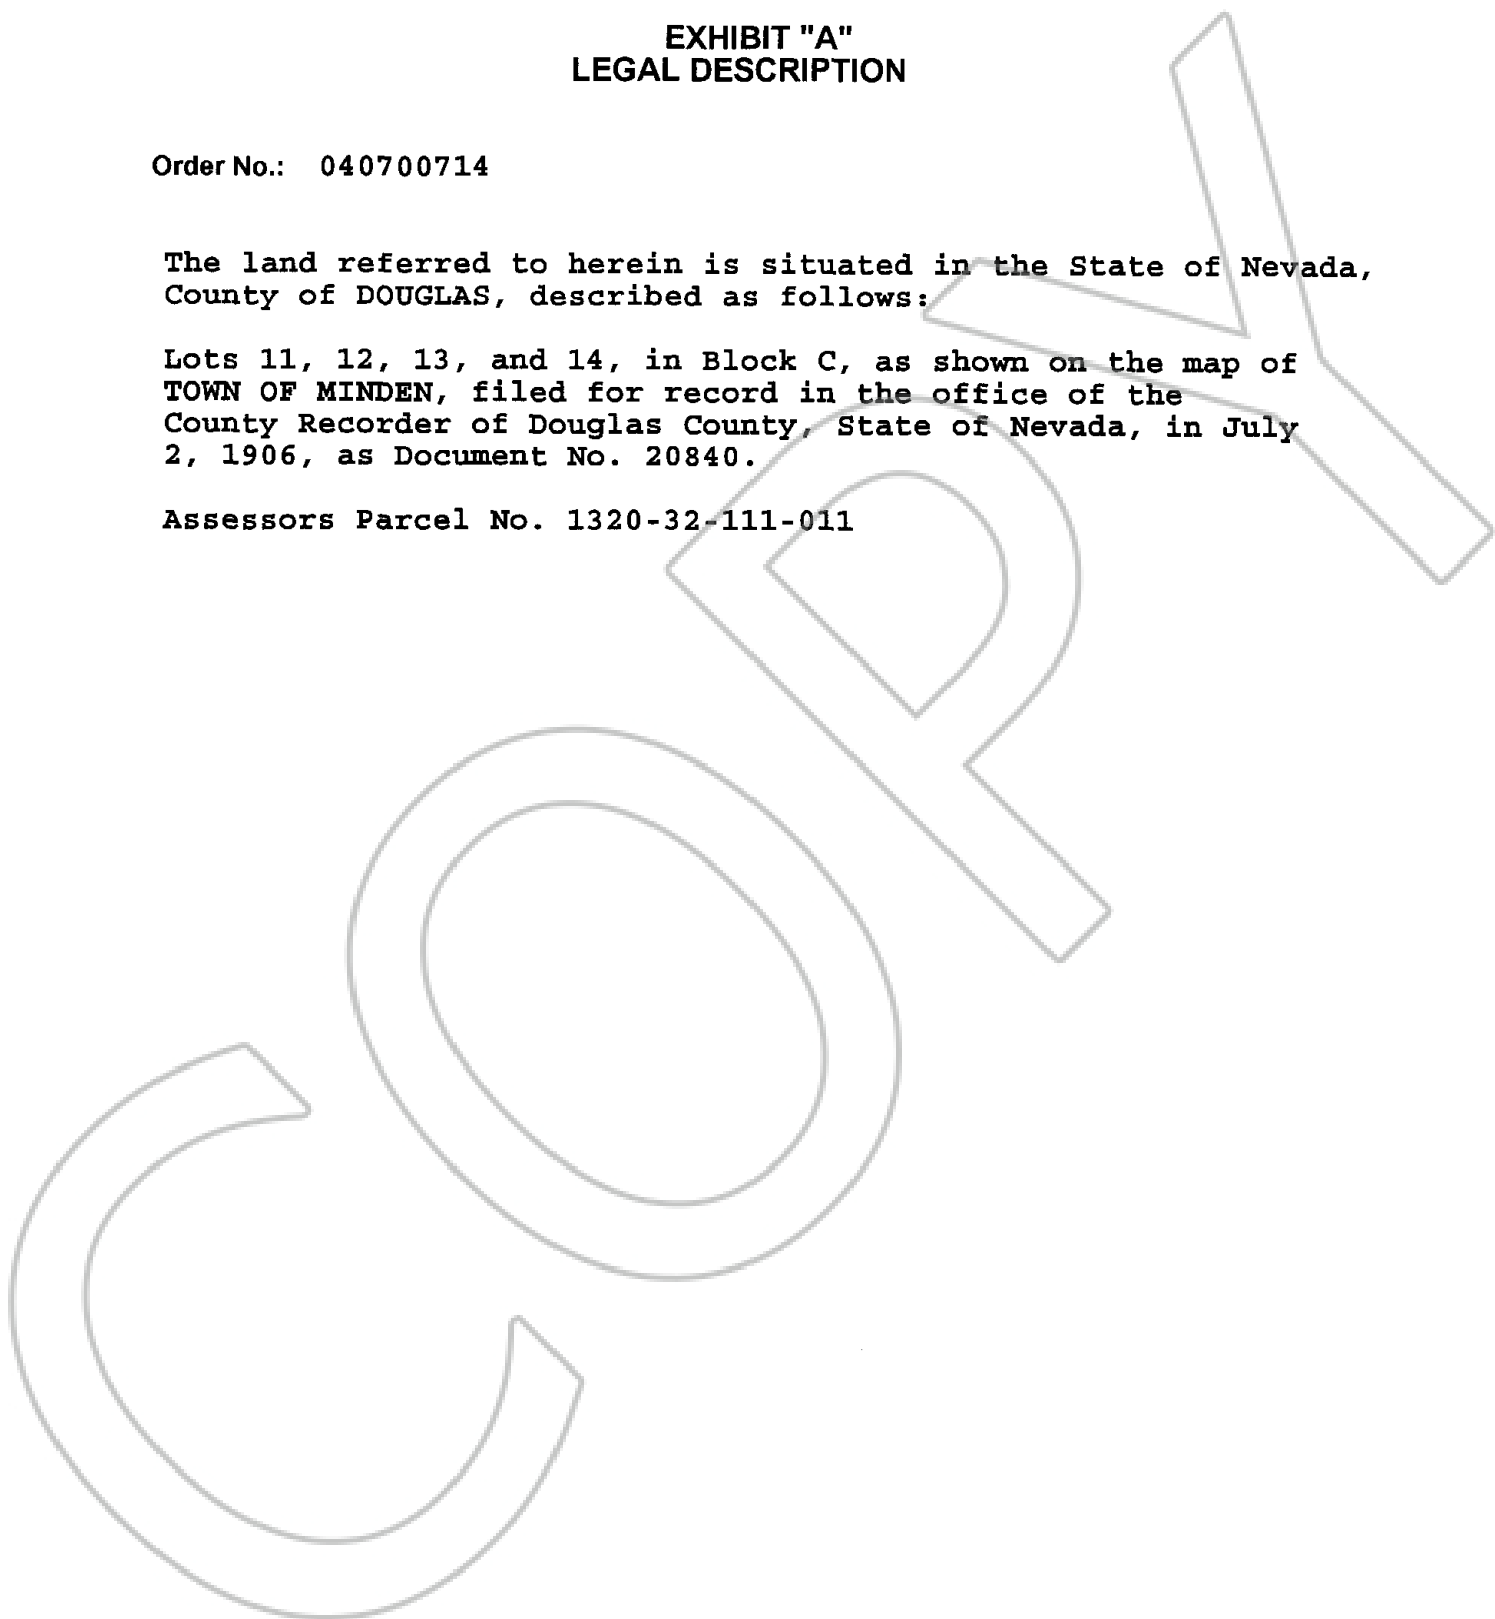 EXHIBIT "A"
LEGAL DESCRIPTION
Order No.: 040700714
The land referred to herein is situated in the State of Nevada,
County of DOUGLAS, described as follows:
Lots 11, 12, 13, and 14, in Block C, as shown on the map of
TOWN OF MINDEN, filed for record in the office of the
County Recorder of Douglas County, State of Nevada, in July
2, 1906, as Document No. 20840.
Assessors Parcel No. 1320-32-111-011
COPY